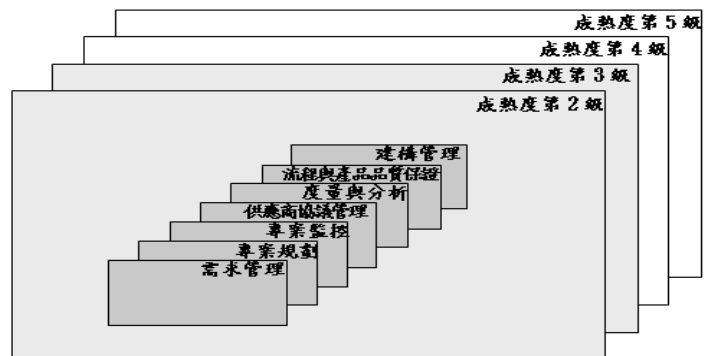 成熟度第 5 級
成熟度第 4 級
成熟度第 3 級
成熟度第 2 級
建構管理
流程與產品品質保證
度量與分析
供應商協議管理
專案監控
專案規劃
需求管理